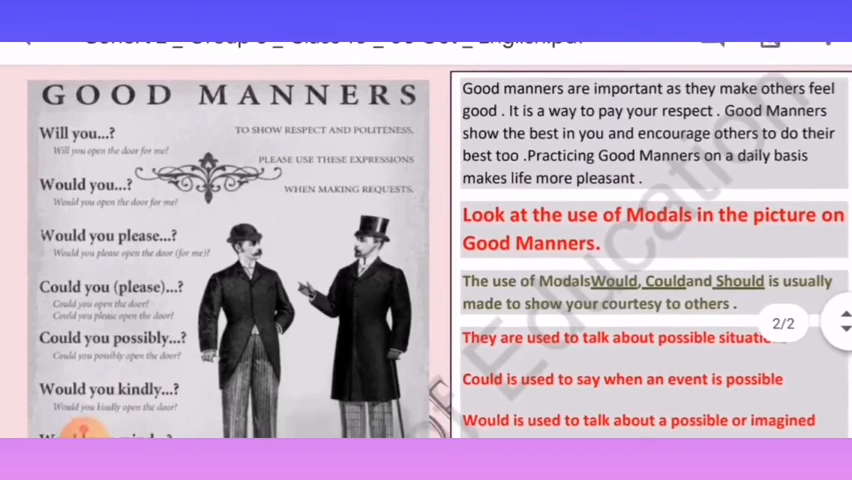 GOOD MANNERS
Will you...?
Will you open the door for me?
TO SHOW RESPECT AND POLITENESS,
PLEASE USE THESE EXPRESSIONS
WHEN MAKING REQUESTS.
Would you...?
Would you open the door for me?
Would you please...?
Would you please open the door (for me)?
Could you (please)...?
Could you open the door?
Could you please open the door?
Could you possibly...?
Could you possibly open the door?
Would you kindly...?
Would you kindly open the door?
Good manners are important as they make others feel
good . It is a way to pay your respect . Good Manners
show the best in you and encourage others to do their
best too .Practicing Good Manners on a daily basis
makes life more pleasant .
Look at the use of Modals in the picture on
Good Manners.
The use of ModalsWould, Couldand Should is usually
made to show your courtesy to others .
They are used to talk about possible
Could is used to say when an event is possible
Would is used to talk about a possible or imagined
2/2
of Education